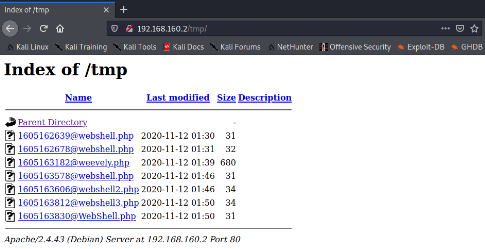 Index of /tmp
192.168.160.2/tmp/
Kali Linux Kali Training Kali Tools Kali Docs Kali Forums NetHunter Offensive Security Exploit-DB GHDB
Index of /tmp
Name Last modified Size Description
Parent Directory -
1605162639@webshell.php 2020-11-12 01:30 31
1605162678@webshell.php 2020-11-12 01:31 32
1605163182@weevely.php 2020-11-12 01:39 680
1605163578@webshell.php 2020-11-12 01:46 31
1605163606@webshell2.php 2020-11-12 01:46 34
1605163812@webshell3.php 2020-11-12 01:50 34
1605163830@WebShell.php 2020-11-12 01:50 31
Apache/2.4.43 (Debian) Server at 192.168.160.2 Port 80